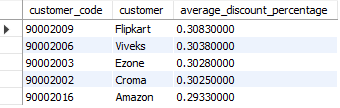 customer_code customer average_discount_percentage
90002009 Flipkart 0.30830000
90002006 Viveks 0.30380000
90002003 Ezone 0.30280000
90002002 Croma 0.30250000
90002016 Amazon 0.29330000